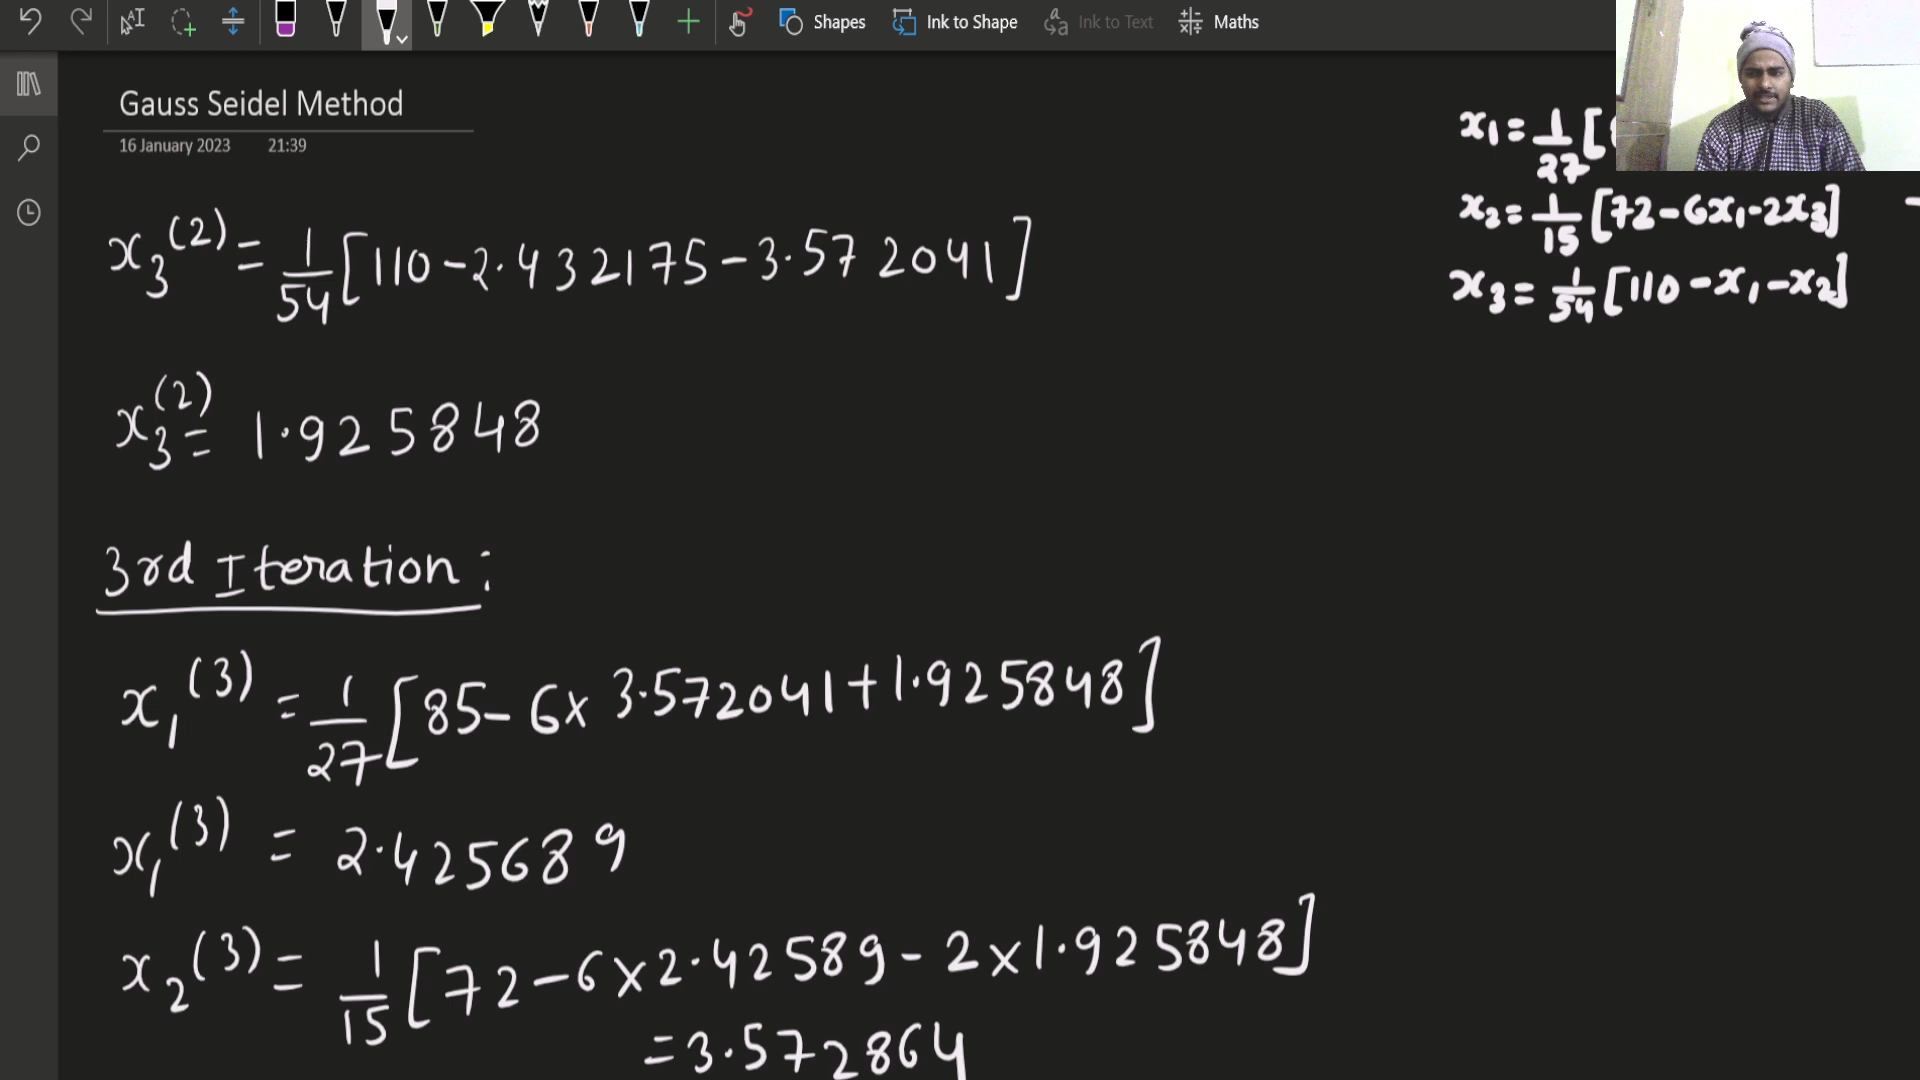 Shapes Ink to Shape Ink to Text Maths
Gauss Seidel Method
16 January 2023 21:39
x₁ = 1/27 [
x₂ = 1/15 [72-6x₁-2x₃]
x₃ = 1/54 [110-x₁-x₂]
x₃⁽²⁾ = 1/54 [110-2.432175-3.572041]
x₃⁽²⁾ = 1.925848
3rd Iteration:
x₁⁽³⁾ = 1/27 [85-6x 3.572041+1.925848]
x₁⁽³⁾ = 2.425689
x₂⁽³⁾ = 1/15 [72-6x2.42589-2x1.925848]
=3.572864